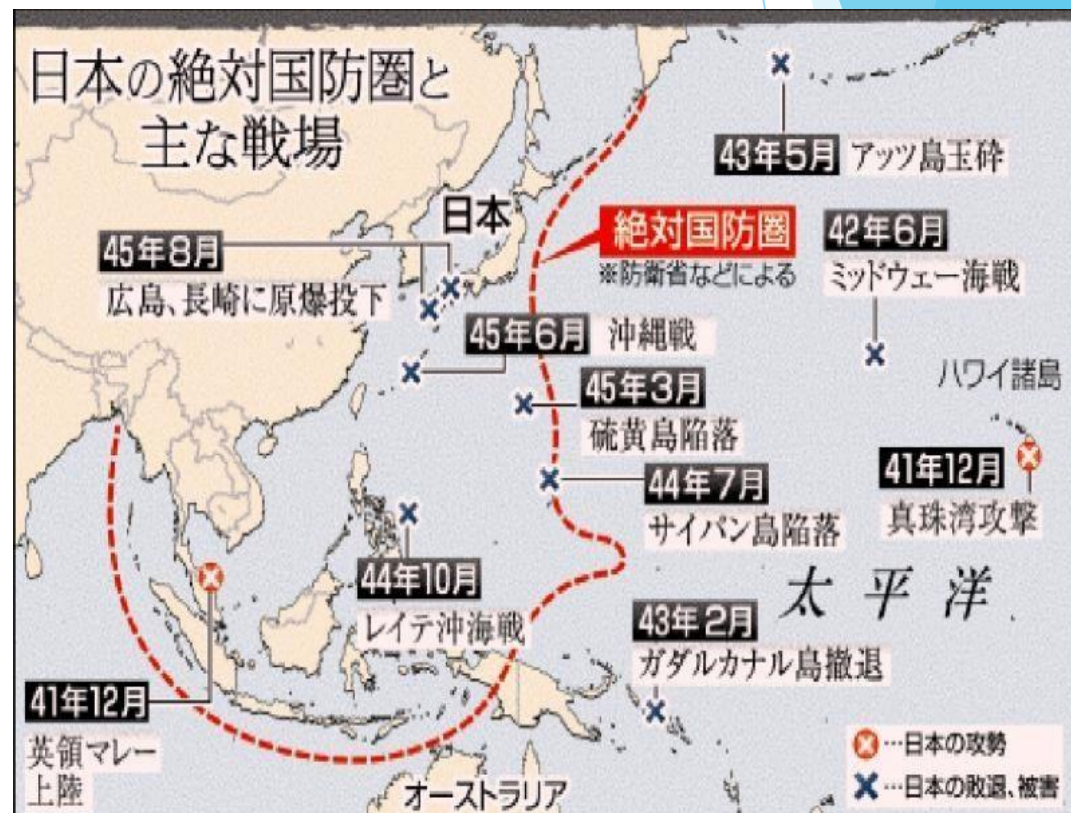 日本の絶対国防圏と
主な戦場
43年5月 アッツ島玉砕
日本
絶対国防圏
※防衛省などによる
42年6月
ミッドウェー海戦
45年8月
広島、長崎に原爆投下
45年6月 沖縄戦
45年3月
硫黄島陥落
ハワイ諸島
41年12月
真珠湾攻撃
44年7月
サイパン島陥落
44年10月
レイテ沖海戦
太平洋
43年2月
ガダルカナル島撤退
41年12月
英領マレー
上陸
オーストラリア
…日本の攻勢
…日本の敗退、被害